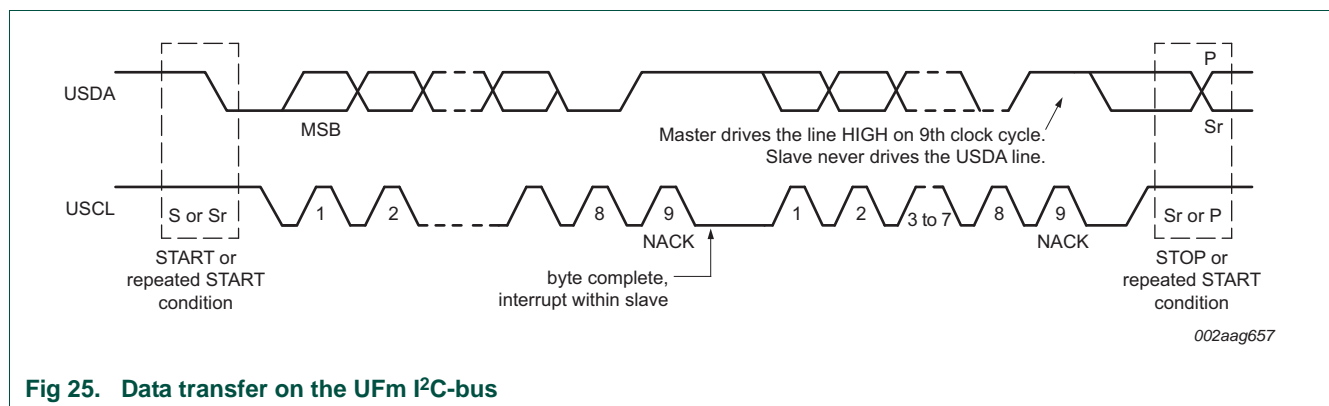 P
USDA
MSB
Master drives the line HIGH on 9th clock cycle.
Slave never drives the USDA line.
Sr
USCL
S or Sr
1
2
8
9
1
2
3 to 7
8
9
Sr or P
NACK
NACK
START or
repeated START
condition
byte complete,
interrupt within slave
STOP or
repeated START
condition
002aag657
Fig 25. Data transfer on the UFm I²C-bus